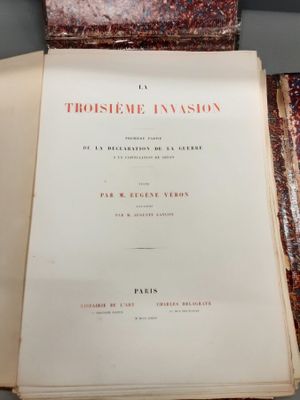 LA
TROISIÈME INVASION
PREMIÈRE PARTIE
DE LA DÉCLARATION DE LA GUERRE
A LA CAPITULATION DE SEDAN
TEXTE
PAR M. EUGÈNE VÉRON
PAR M. AUGUSTE LANÇON
PARIS
LIBRAIRIE DE L'ART
CHARLES DELAGRAVE